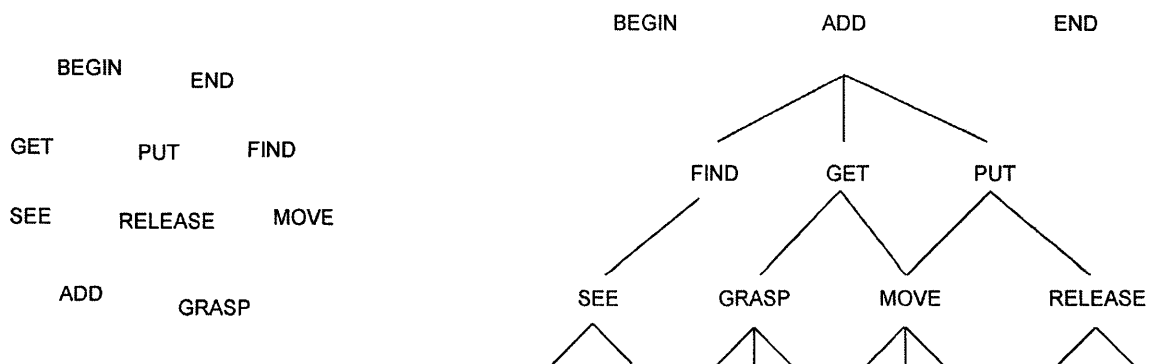 BEGIN END
GET PUT FIND
SEE RELEASE MOVE
ADD GRASP
BEGIN ADD END
FIND GET PUT
SEE GRASP MOVE RELEASE